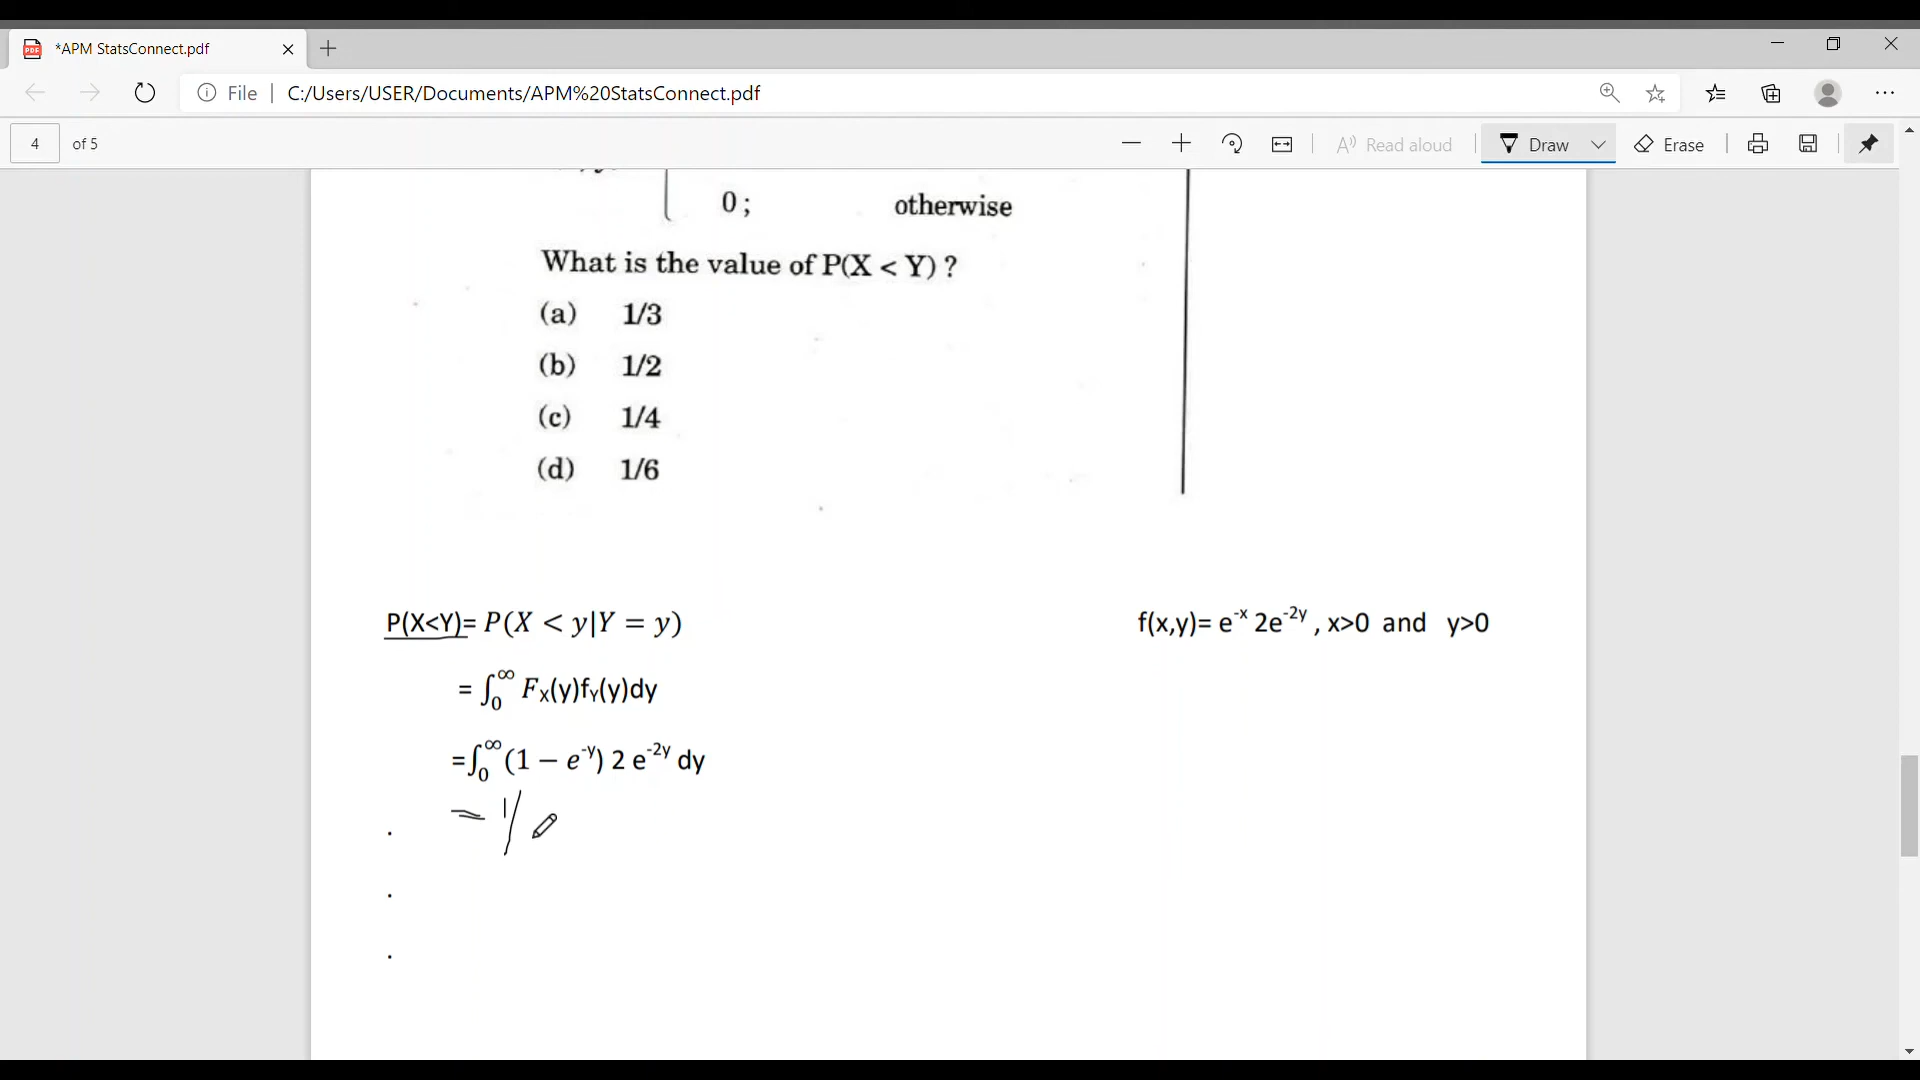 *APM StatsConnect.pdf
File | C:/Users/USER/Documents/APM%20StatsConnect.pdf
4 of 5
Read aloud
Draw
Erase
0 ; otherwise
What is the value of P(X < Y) ?
(a) 1/3
(b) 1/2
(c) 1/4
(d) 1/6
P(X<Y)= P(X < y|Y = y)
f(x,y)= e^-x 2e^-2y , x>0 and y>0
= ∫₀^∞ Fx(y)fY(y)dy
=∫₀^∞ (1 − e^-y) 2 e^-2y dy
= 1/
.
.
.